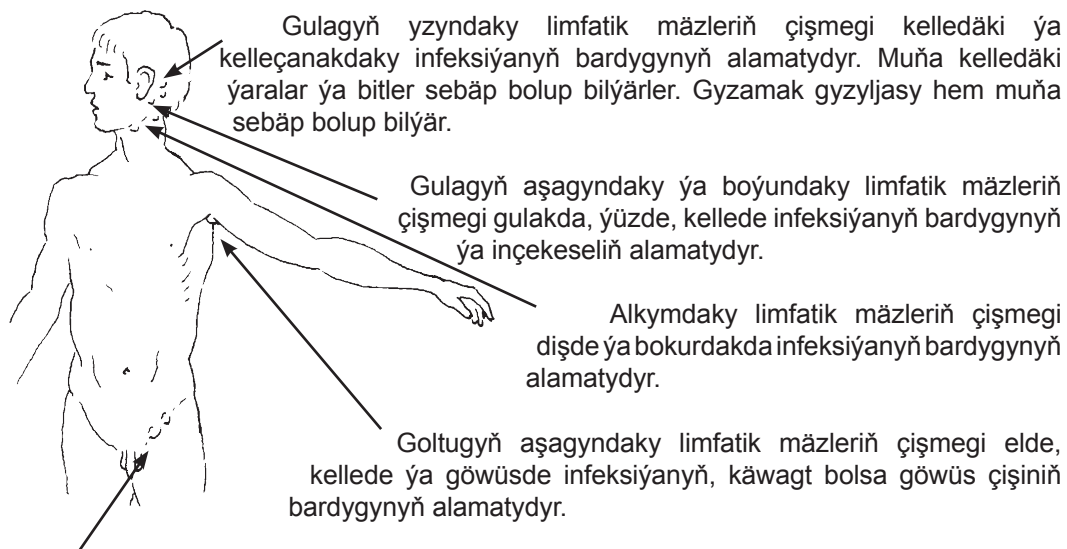 Gulagyň yzyndaky limfatik mäzleriň çişmegi kelledäki ýa
kelleçanakdaky infeksiýanyň bardygynyň alamatydyr. Muňa kelledäki
ýaralar ýa bitler sebäp bolup bilýärler. Gyzamak gyzyljasy hem muňa
sebäp bolup bilýär.
Gulagyň aşagyndaky ýa boýundaky limfatik mäzleriň
çişmegi gulakda, ýüzde, kellede infeksiýanyň bardygynyň
ýa inçekeseliň alamatydyr.
Alkymdaky limfatik mäzleriň çişmegi
dişde ýa bokurdakda infeksiýanyň bardygynyň
alamatydyr.
Goltugyň aşagyndaky limfatik mäzleriň çişmegi elde,
kellede ýa göwüsde infeksiýanyň, käwagt bolsa göwüs çişiniň
bardygynyň alamatydyr.